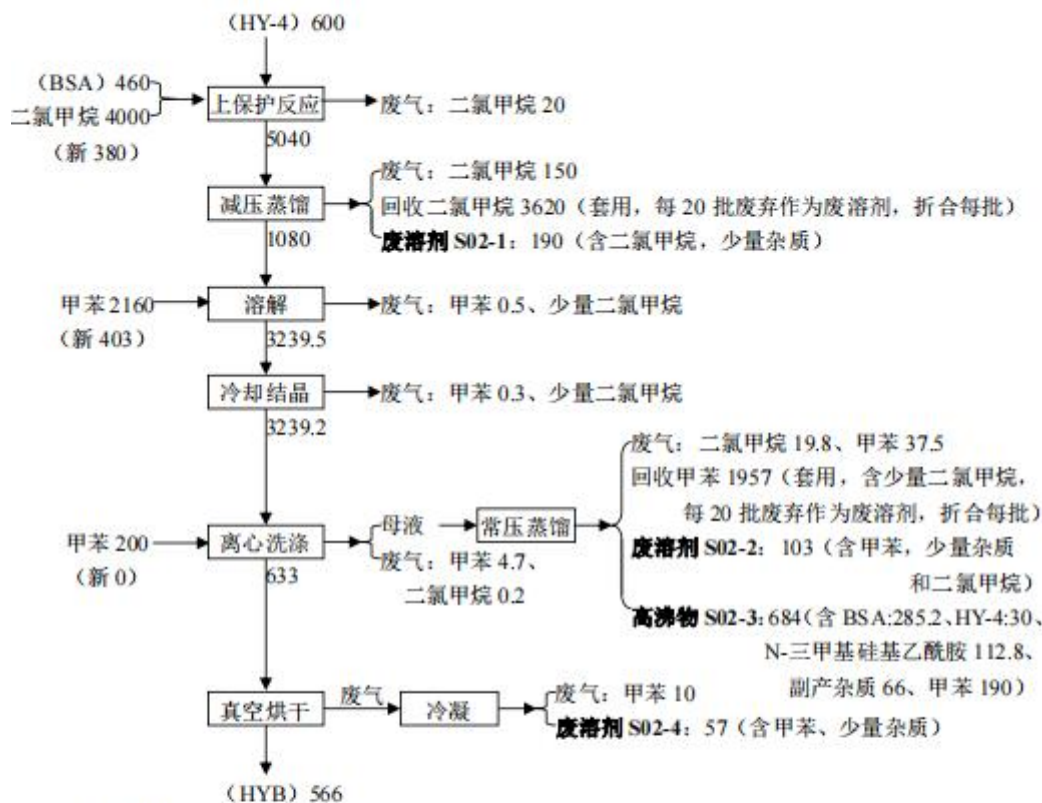 （HY-4）600
（BSA）460
二氯甲烷 4000
（新 380）
上保护反应
废气：二氯甲烷 20
5040
减压蒸馏
废气：二氯甲烷 150
回收二氯甲烷 3620（套用，每 20 批废弃作为废溶剂，折合每批）
废溶剂 S02-1：190（含二氯甲烷，少量杂质）
1080
甲苯 2160
（新 403）
溶解
废气：甲苯 0.5、少量二氯甲烷
3239.5
冷却结晶
废气：甲苯 0.3、少量二氯甲烷
3239.2
甲苯 200
（新 0）
离心洗涤
母液
废气：甲苯 4.7、
二氯甲烷 0.2
常压蒸馏
废气：二氯甲烷 19.8、甲苯 37.5
回收甲苯 1957（套用，含少量二氯甲烷，
每 20 批废弃作为废溶剂，折合每批）
废溶剂 S02-2：103（含甲苯，少量杂质
和二氯甲烷）
高沸物 S02-3：684（含 BSA:285.2、HY-4:30、
N-三甲基硅基乙酰胺 112.8、
副产杂质 66、甲苯 190）
633
真空烘干
废气
冷凝
废气：甲苯 10
废溶剂 S02-4：57（含甲苯、少量杂质）
（HYB）566